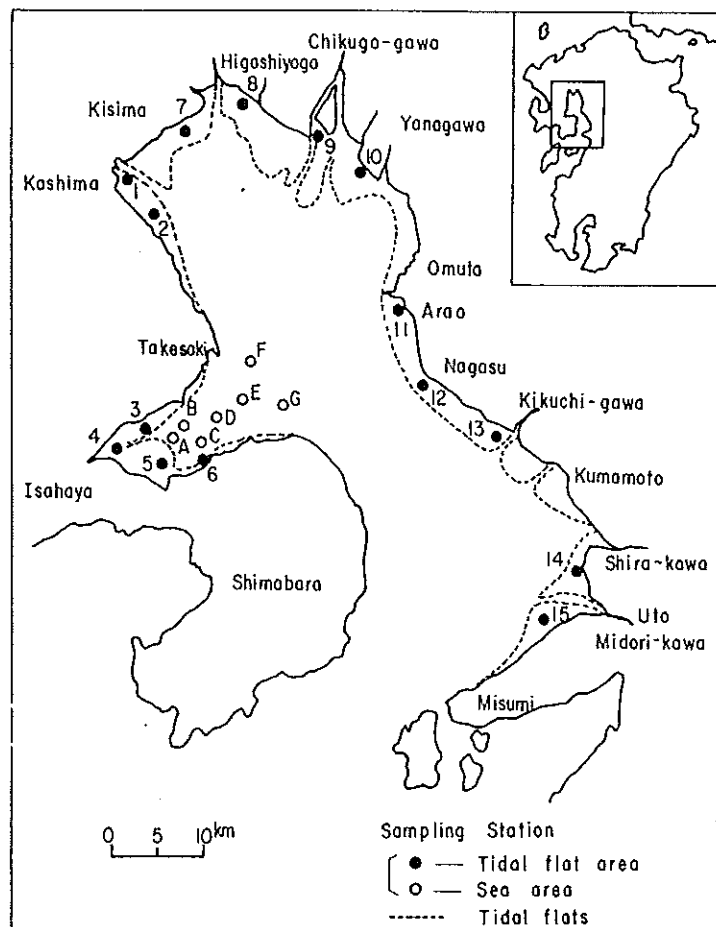 Chikugo-gawa
Higashiyoga
8
Kisima
7
Yanagawa
9
10
Kashima
1
2
Omuta
Arao
11
Takesaki
F
Nagasu
E
G
12
Kikuchi-gawa
3
B
D
4
A
C
13
5
6
Kumamoto
Isahaya
14
Shira-kawa
Shimabara
15
Uto
Midori-kawa
Misumi
0 5 10km
Sampling Station
Tidal flat area
Sea area
Tidal flats